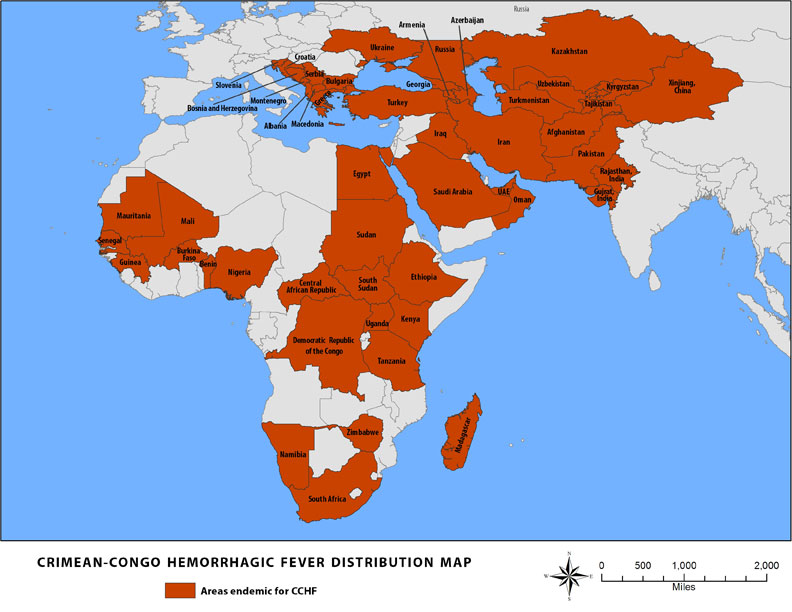 Russia
Armenia
Azerbaijan
Ukraine
Russia
Kazakhstan
Croatia
Serbia
Slovenia
Bulgaria
Georgia
Uzbekistan
Kyrgyzstan
Xinjiang,
China
Bosnia and Herzegovina
Montenegro
Greece
Turkey
Turkmenistan
Tajikistan
Albania
Macedonia
Iraq
Iran
Afghanistan
Pakistan
Egypt
Saudi Arabia
UAE
Oman
Rajasthan,
India
Gujrat,
India
Mauritania
Mali
Senegal
Sudan
Burkina
Faso
Guinea
Benin
Nigeria
Central
African Republic
South
Sudan
Ethiopia
Uganda
Kenya
Democratic Republic
of the Congo
Tanzania
Zimbabwe
Madagascar
Namibia
South Africa
CRIMEAN-CONGO HEMORRHAGIC FEVER DISTRIBUTION MAP
Areas endemic for CCHF
N
W
E
S
0 500 1,000 2,000
Miles